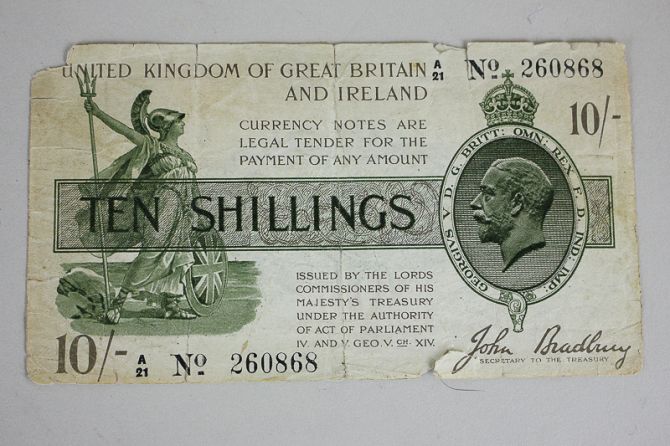 UNITED KINGDOM OF GREAT BRITAIN
AND IRELAND
A
21 No 260868
10/-
CURRENCY NOTES ARE
LEGAL TENDER FOR THE
PAYMENT OF ANY AMOUNT
TEN SHILLINGS
GEORGIVS V D. G. BRITT: OMN: REX F. D. IND: IMP:
ISSUED BY THE LORDS
COMMISSIONERS OF HIS
MAJESTY'S TREASURY
UNDER THE AUTHORITY
OF ACT OF PARLIAMENT
IV. AND V. GEO. V. CH. XIV.
10/- A
21 No 260868
John Bradbury
SECRETARY TO THE TREASURY